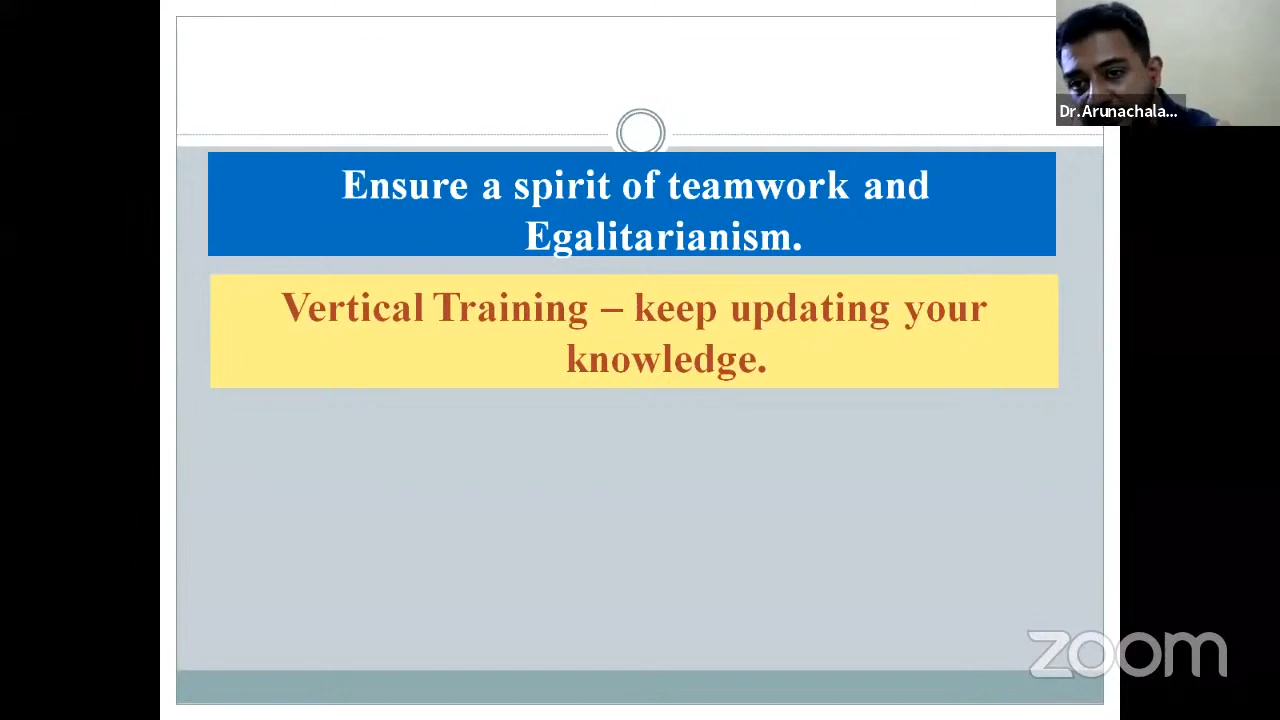 Dr.Arunachala...
Ensure a spirit of teamwork and
Egalitarianism.
Vertical Training – keep updating your
knowledge.
zoom